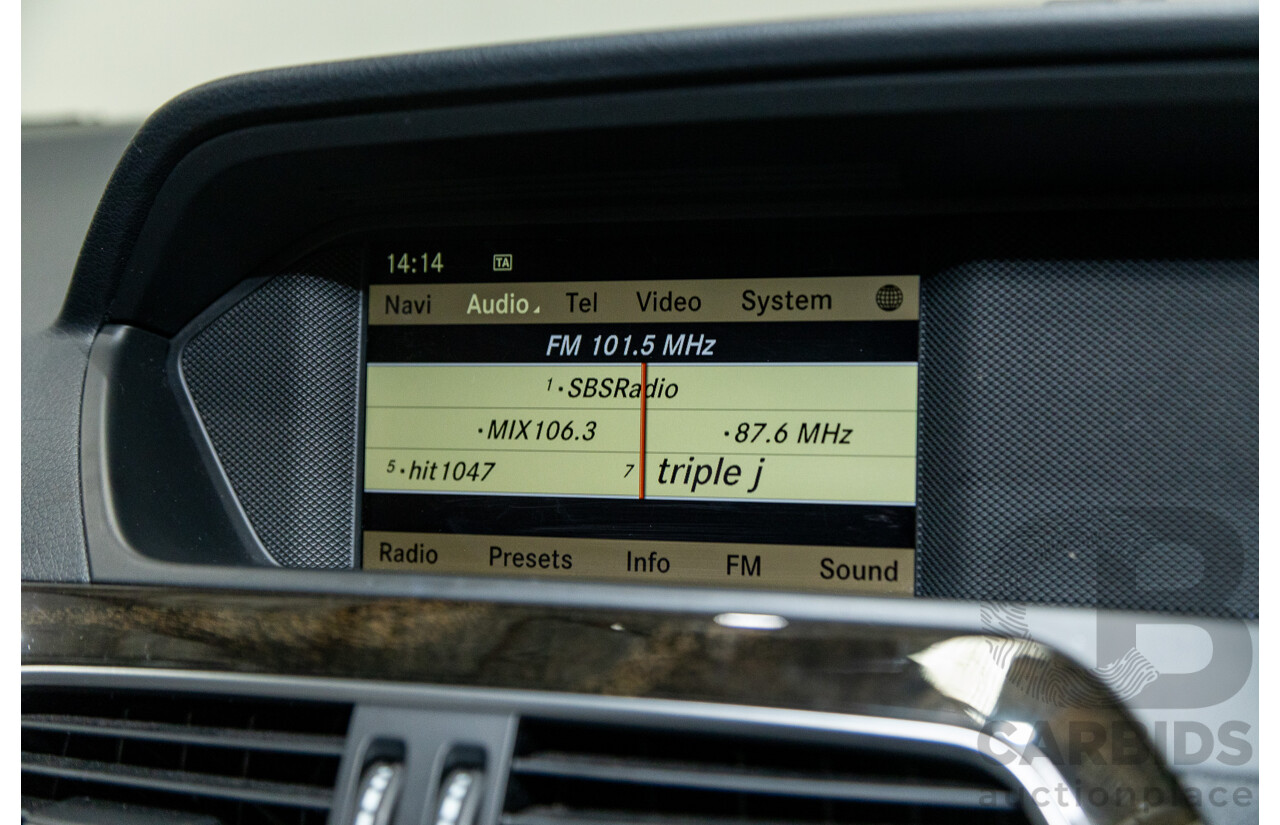 14:14 TA
Navi Audio Tel Video System
FM 101.5 MHz
1 • SBSRadio
• MIX106.3 • 87.6 MHz
5 • hit1047 7 triple j
Radio Presets Info FM Sound
CARBIDS
auctionplace